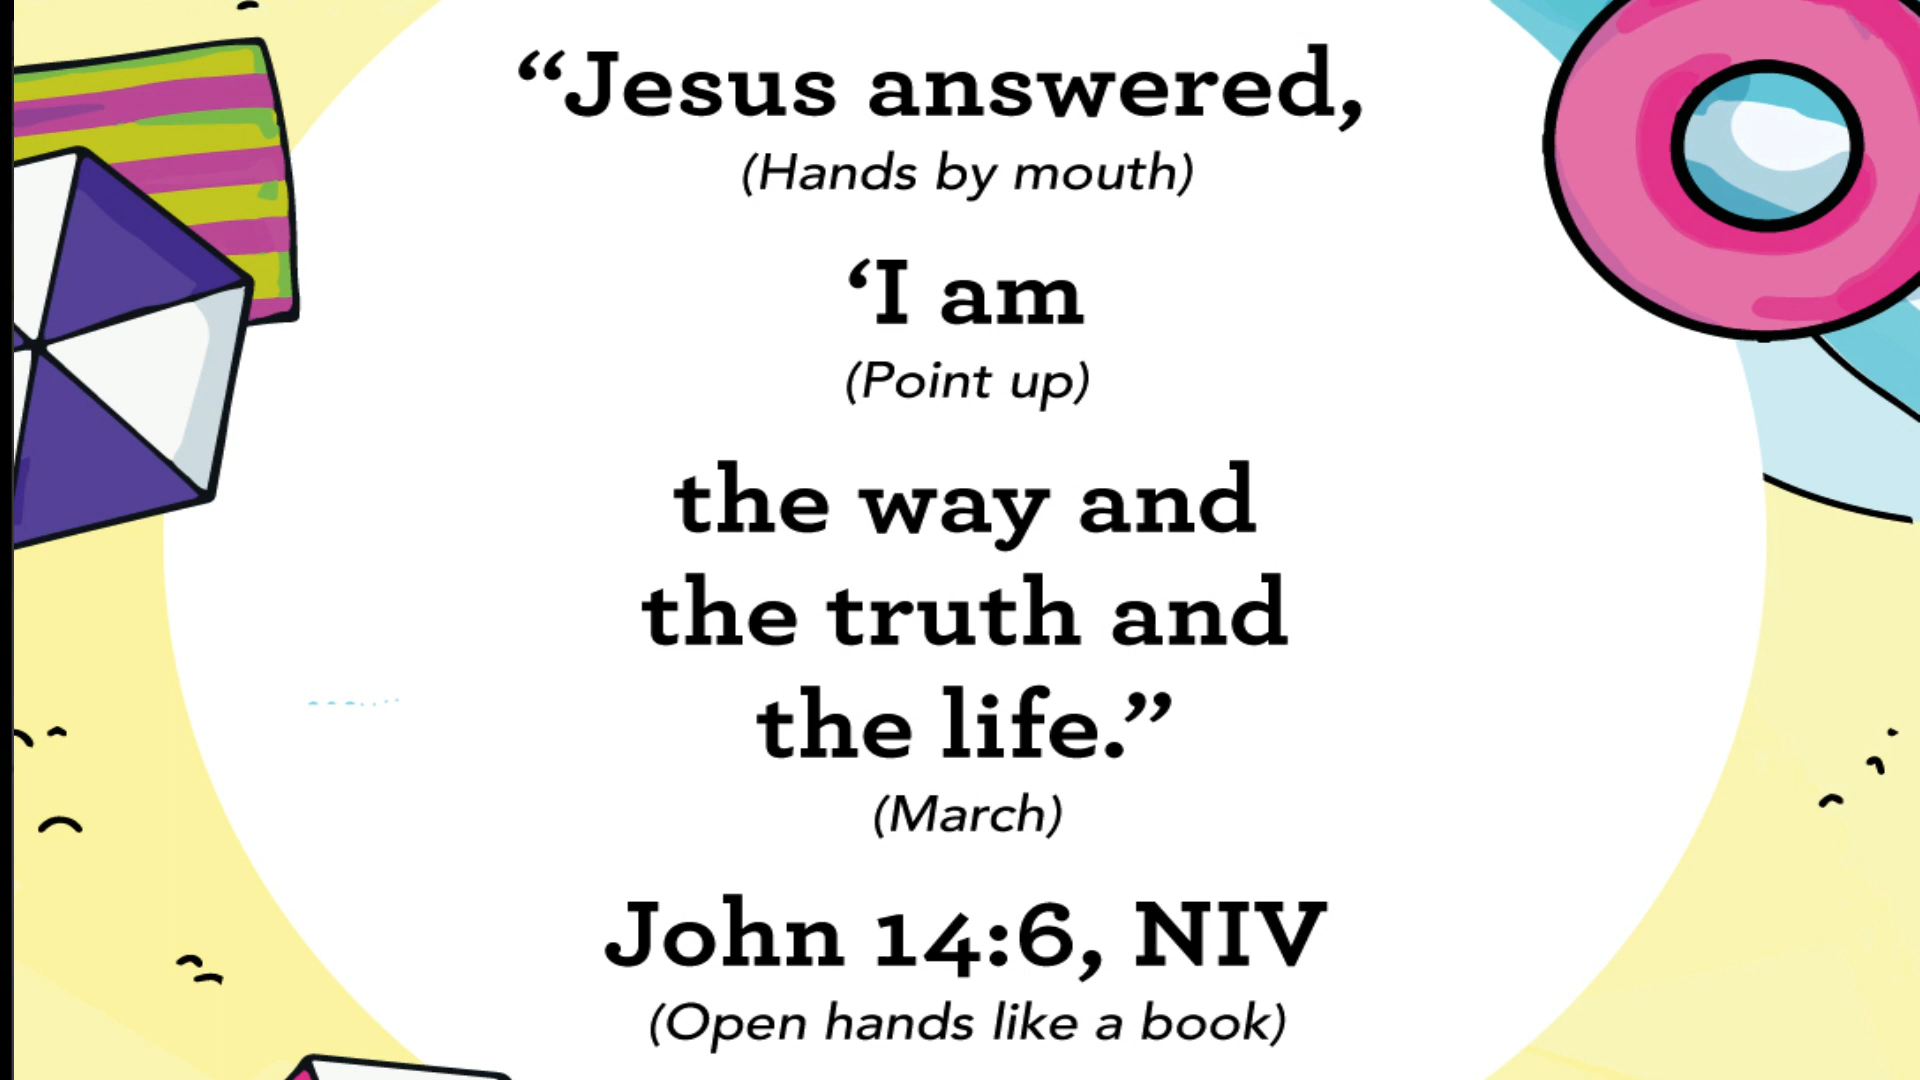 “Jesus answered,
(Hands by mouth)
‘I am
(Point up)
the way and
the truth and
the life.”
(March)
John 14:6, NIV
(Open hands like a book)